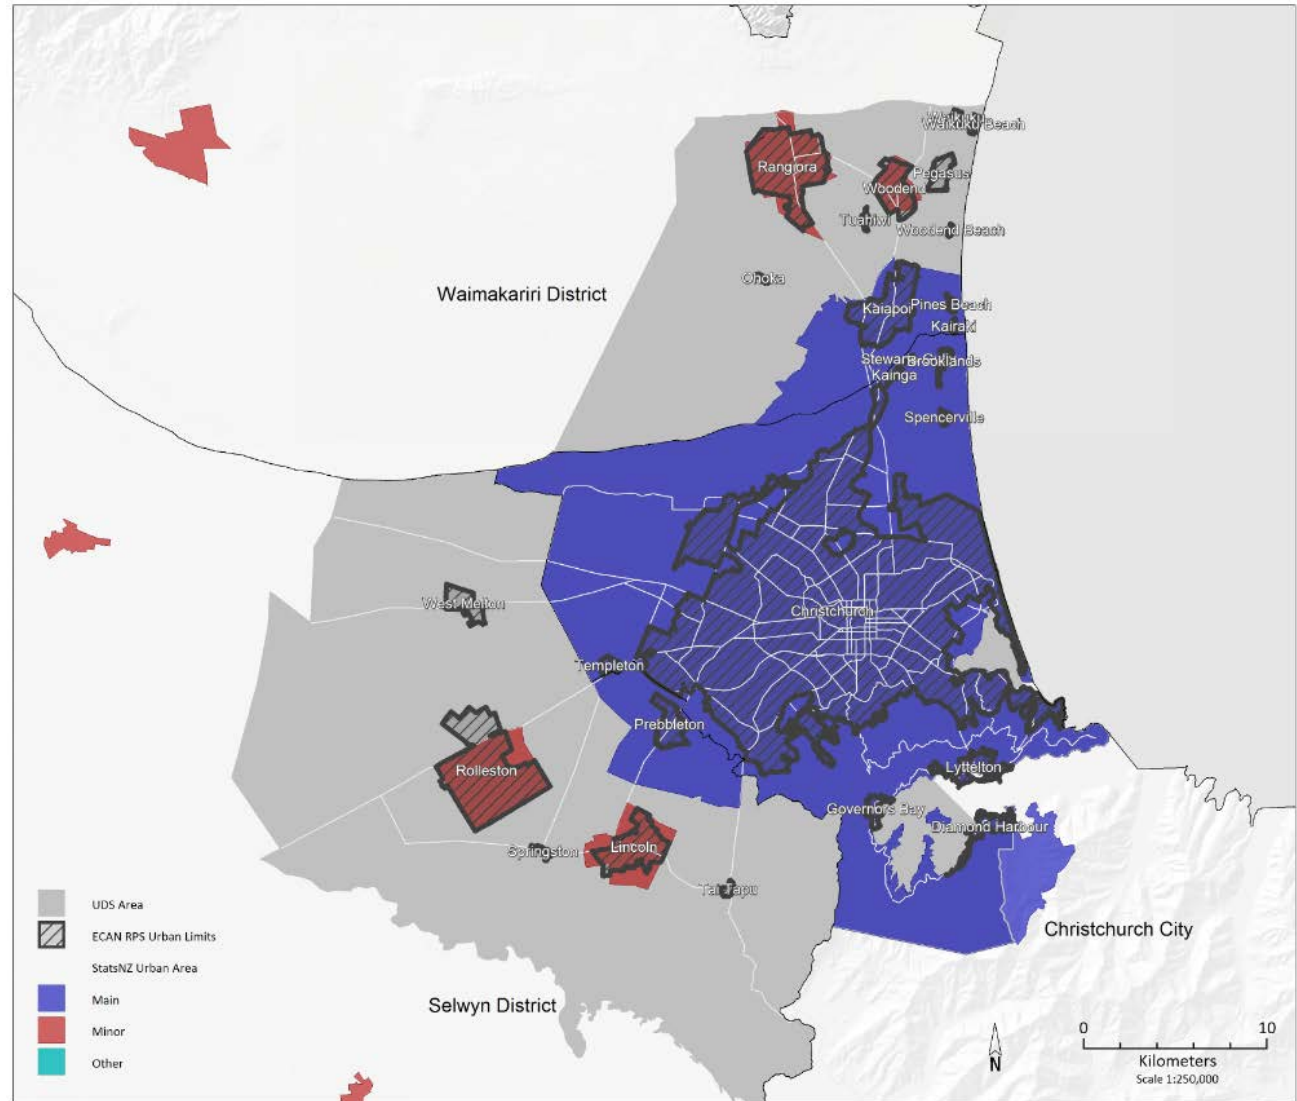 Waikuku
Waikuku Beach
Rangiora
Pegasus
Woodend
Tuahiwi
Woodend Beach
Ohoka
Waimakariri District
Kaiapoi
Pines Beach
Kairaki
Brooklands
Kainga
Spencerville
West Melton
Christchurch
Templeton
Prebbleton
Rolleston
Lyttelton
Governors Bay
Diamond Harbour
Springston
Lincoln
Tai Tapu
UDS Area
ECAN RPS Urban Limits
StatsNZ Urban Area
Main
Minor
Other
Christchurch City
Selwyn District
N
0 10
Kilometers
Scale 1:250,000